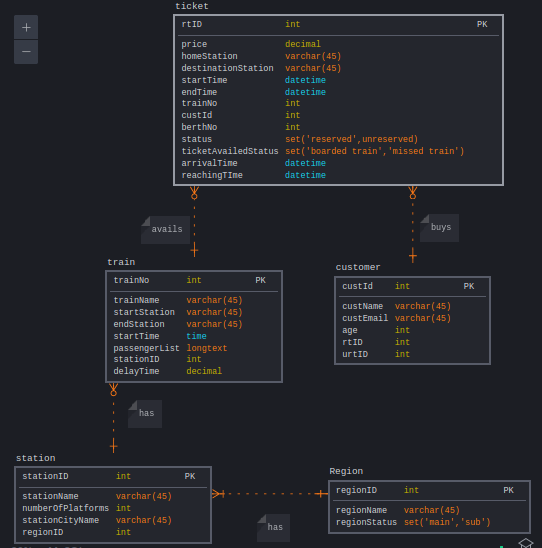 ticket
rtID int PK
price decimal
homeStation varchar(45)
destinationStation varchar(45)
startTime datetime
endTime datetime
trainNo int
custId int
berthNo int
status set('reserved',unreserved)
ticketAvailedStatus set('boarded train','missed train')
arrivalTime datetime
reachingTIme datetime
avails
buys
train
trainNo int PK
trainName varchar(45)
startStation varchar(45)
endStation varchar(45)
startTime time
passengerList longtext
stationID int
delayTime decimal
customer
custId int PK
custName varchar(45)
custEmail varchar(45)
age int
rtID int
urtID int
has
station
stationID int PK
stationName varchar(45)
numberOfPlatforms int
stationCityName varchar(45)
regionID int
has
Region
regionID int PK
regionName varchar(45)
regionStatus set('main','sub')